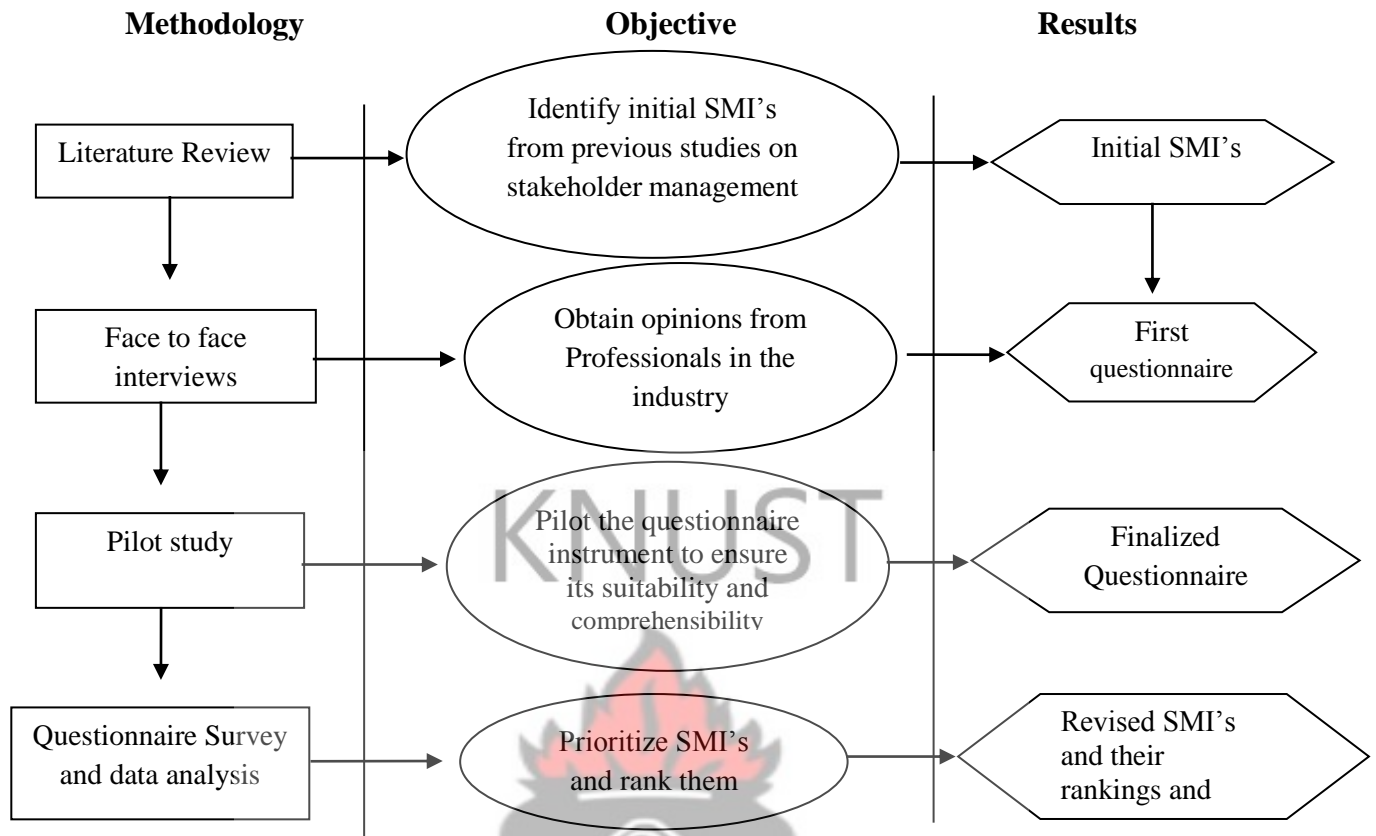 Methodology Objective Results
Literature Review
Identify initial SMI’s
from previous studies on
stakeholder management
Initial SMI’s
Face to face
interviews
Obtain opinions from
Professionals in the
industry
First
questionnaire
Pilot study
Pilot the questionnaire
instrument to ensure
its suitability and
comprehensibility
Finalized
Questionnaire
KNUST
Questionnaire Survey
and data analysis
Prioritize SMI’s
and rank them
Revised SMI’s
and their
rankings and